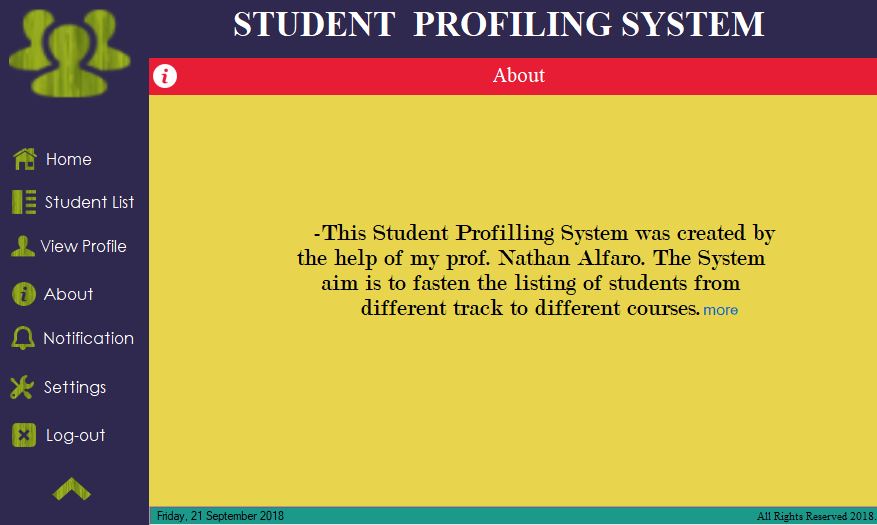 STUDENT PROFILING SYSTEM
About
Home
Student List
View Profile
About
Notification
Settings
Log-out
-This Student Profilling System was created by
the help of my prof. Nathan Alfaro. The System
aim is to fasten the listing of students from
different track to different courses. more
Friday, 21 September 2018
All Rights Reserved 2018.